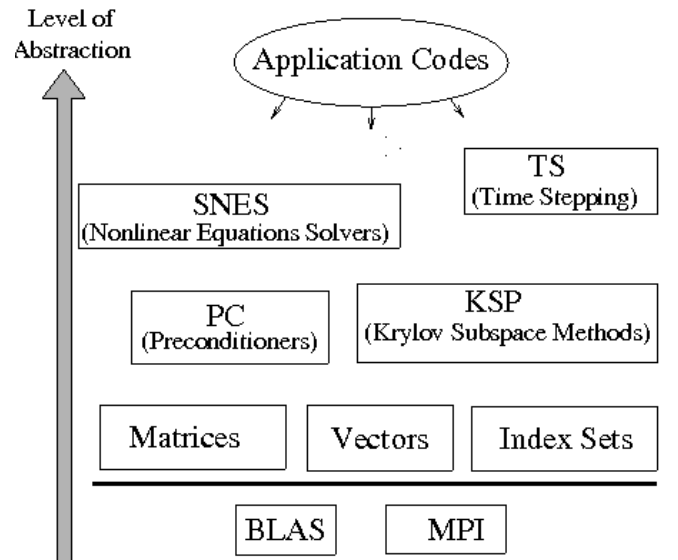 Level of
Abstraction
Application Codes
TS
(Time Stepping)
SNES
(Nonlinear Equations Solvers)
PC
(Preconditioners)
KSP
(Krylov Subspace Methods)
Matrices
Vectors
Index Sets
BLAS
MPI